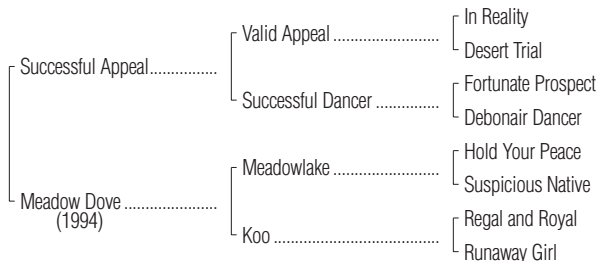 In Reality
Valid Appeal ....................
Desert Trial
Successful Appeal................
Fortunate Prospect
Successful Dancer ...............
Debonair Dancer
Hold Your Peace
Meadowlake .....................
Suspicious Native
Meadow Dove ......................
(1994)
Regal and Royal
Koo ..................................
Runaway Girl